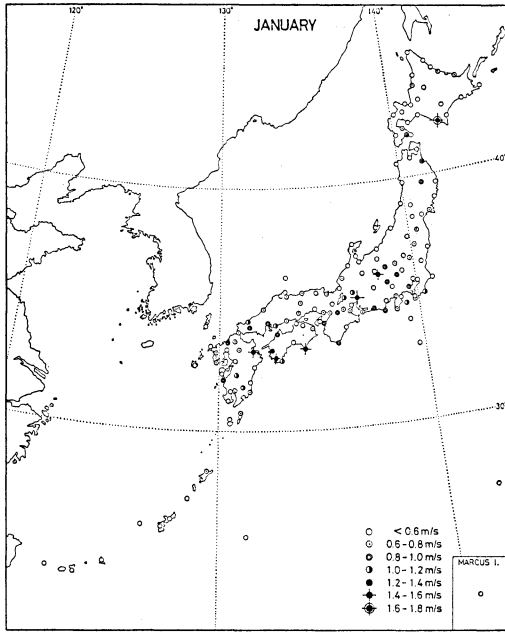 120°
130°
140°
JANUARY
40°
30°
< 0.6 m/s
0.6 - 0.8 m/s
0.8 - 1.0 m/s
1.0 - 1.2 m/s
1.2 - 1.4 m/s
1.4 - 1.6 m/s
1.6 - 1.8 m/s
MARCUS I.